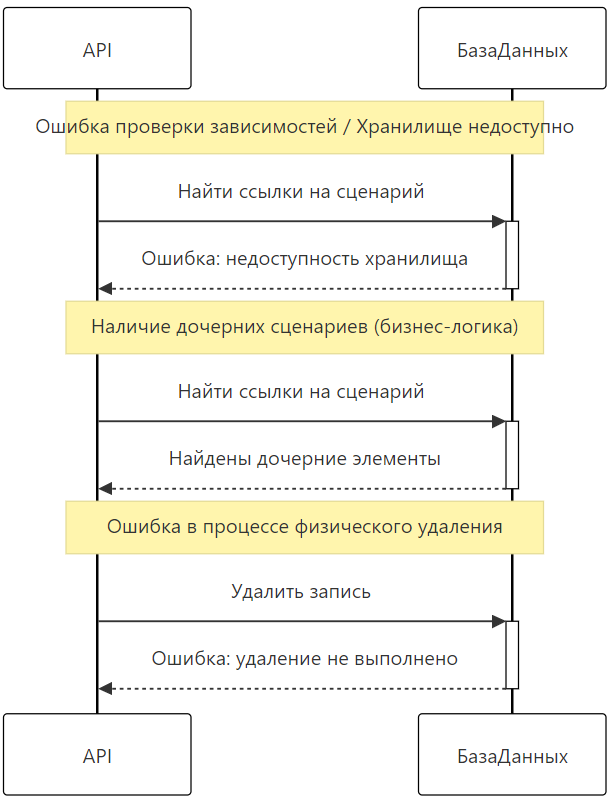 API
БазаДанных
Ошибка проверки зависимостей / Хранилище недоступно
Найти ссылки на сценарий
Ошибка: недоступность хранилища
Наличие дочерних сценариев (бизнес-логика)
Найти ссылки на сценарий
Найдены дочерние элементы
Ошибка в процессе физического удаления
Удалить запись
Ошибка: удаление не выполнено
API
БазаДанных